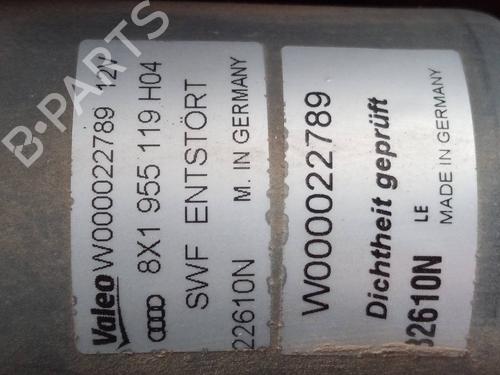 Valeo W000022789 12V
8X1 955 119 H04
SWF ENTSTÖRT
22610N M. IN GERMANY
W000022789
Dichtheit geprüft
LE
32610N MADE IN GERMANY
B-PARTS